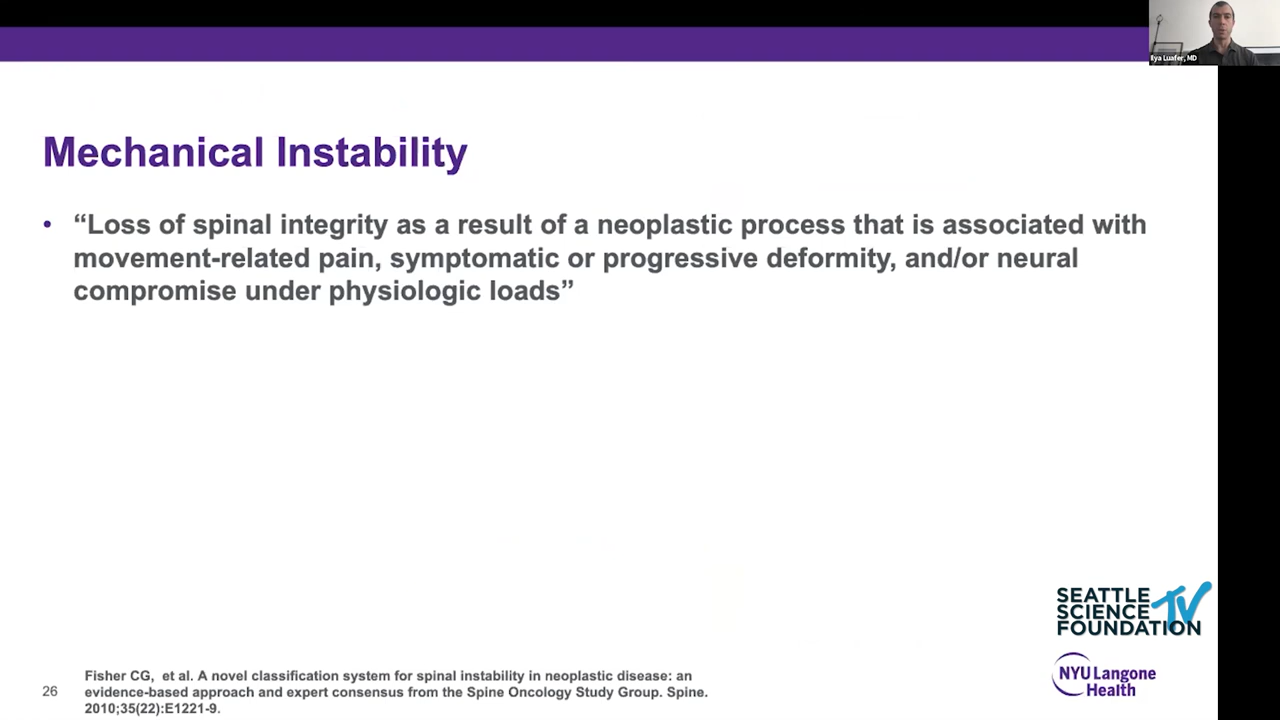 Ilya Laufer, MD
Mechanical Instability
• “Loss of spinal integrity as a result of a neoplastic process that is associated with
movement-related pain, symptomatic or progressive deformity, and/or neural
compromise under physiologic loads”
SEATTLE
SCIENCE TV
FOUNDATION
NYU Langone
Health
26
Fisher CG, et al. A novel classification system for spinal instability in neoplastic disease: an
evidence-based approach and expert consensus from the Spine Oncology Study Group. Spine.
2010;35(22):E1221-9.